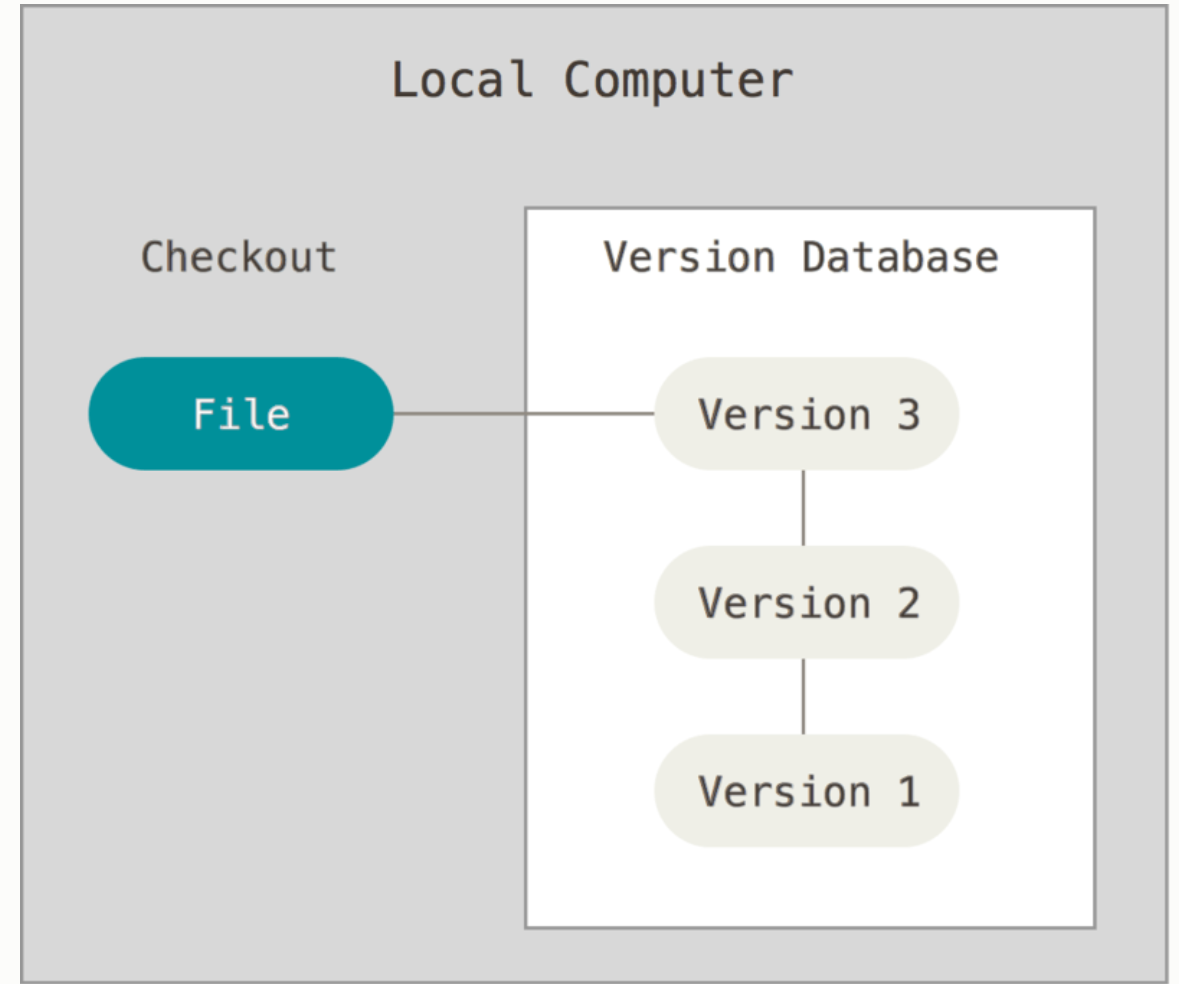 Local Computer
Checkout
Version Database
File
Version 3
Version 2
Version 1